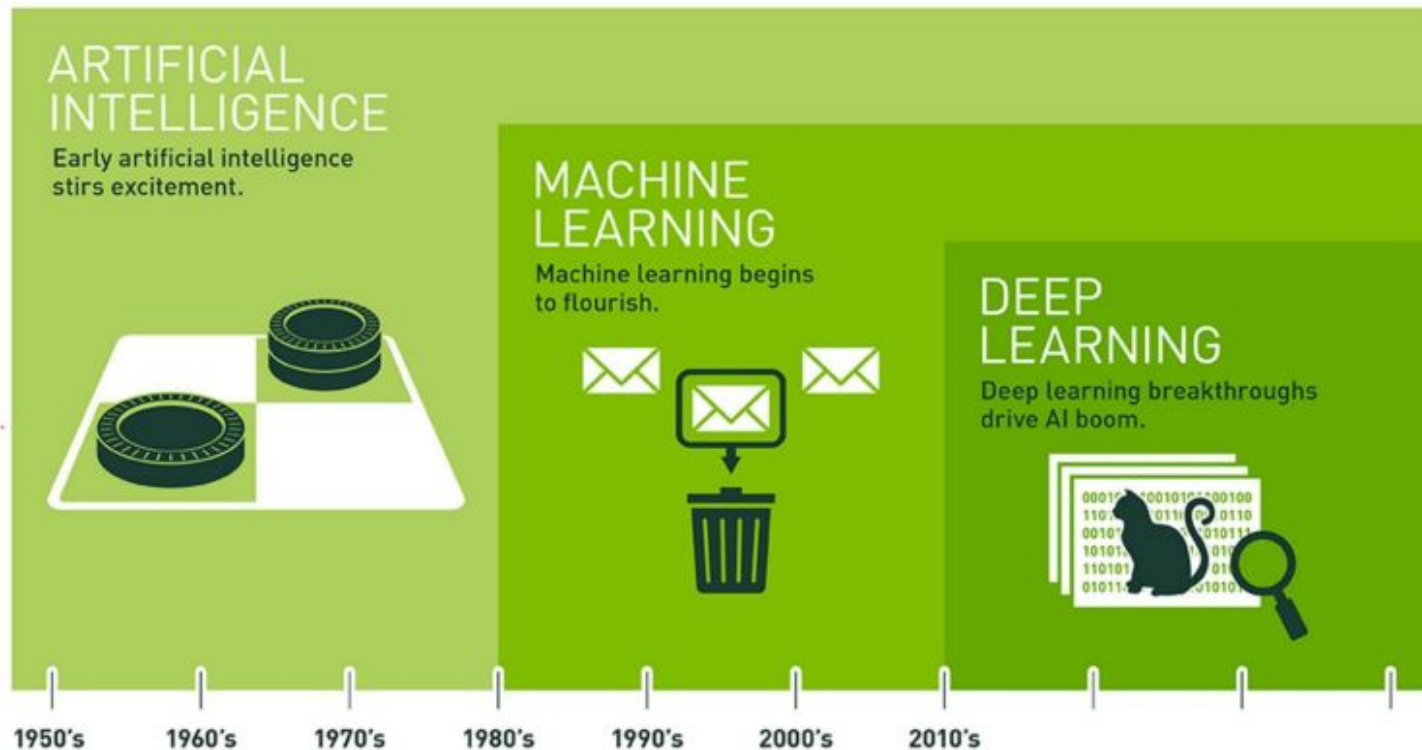 ARTIFICIAL
INTELLIGENCE
Early artificial intelligence
stirs excitement.
MACHINE
LEARNING
Machine learning begins
to flourish.
DEEP
LEARNING
Deep learning breakthroughs
drive AI boom.
1950's 1960's 1970's 1980's 1990's 2000's 2010's